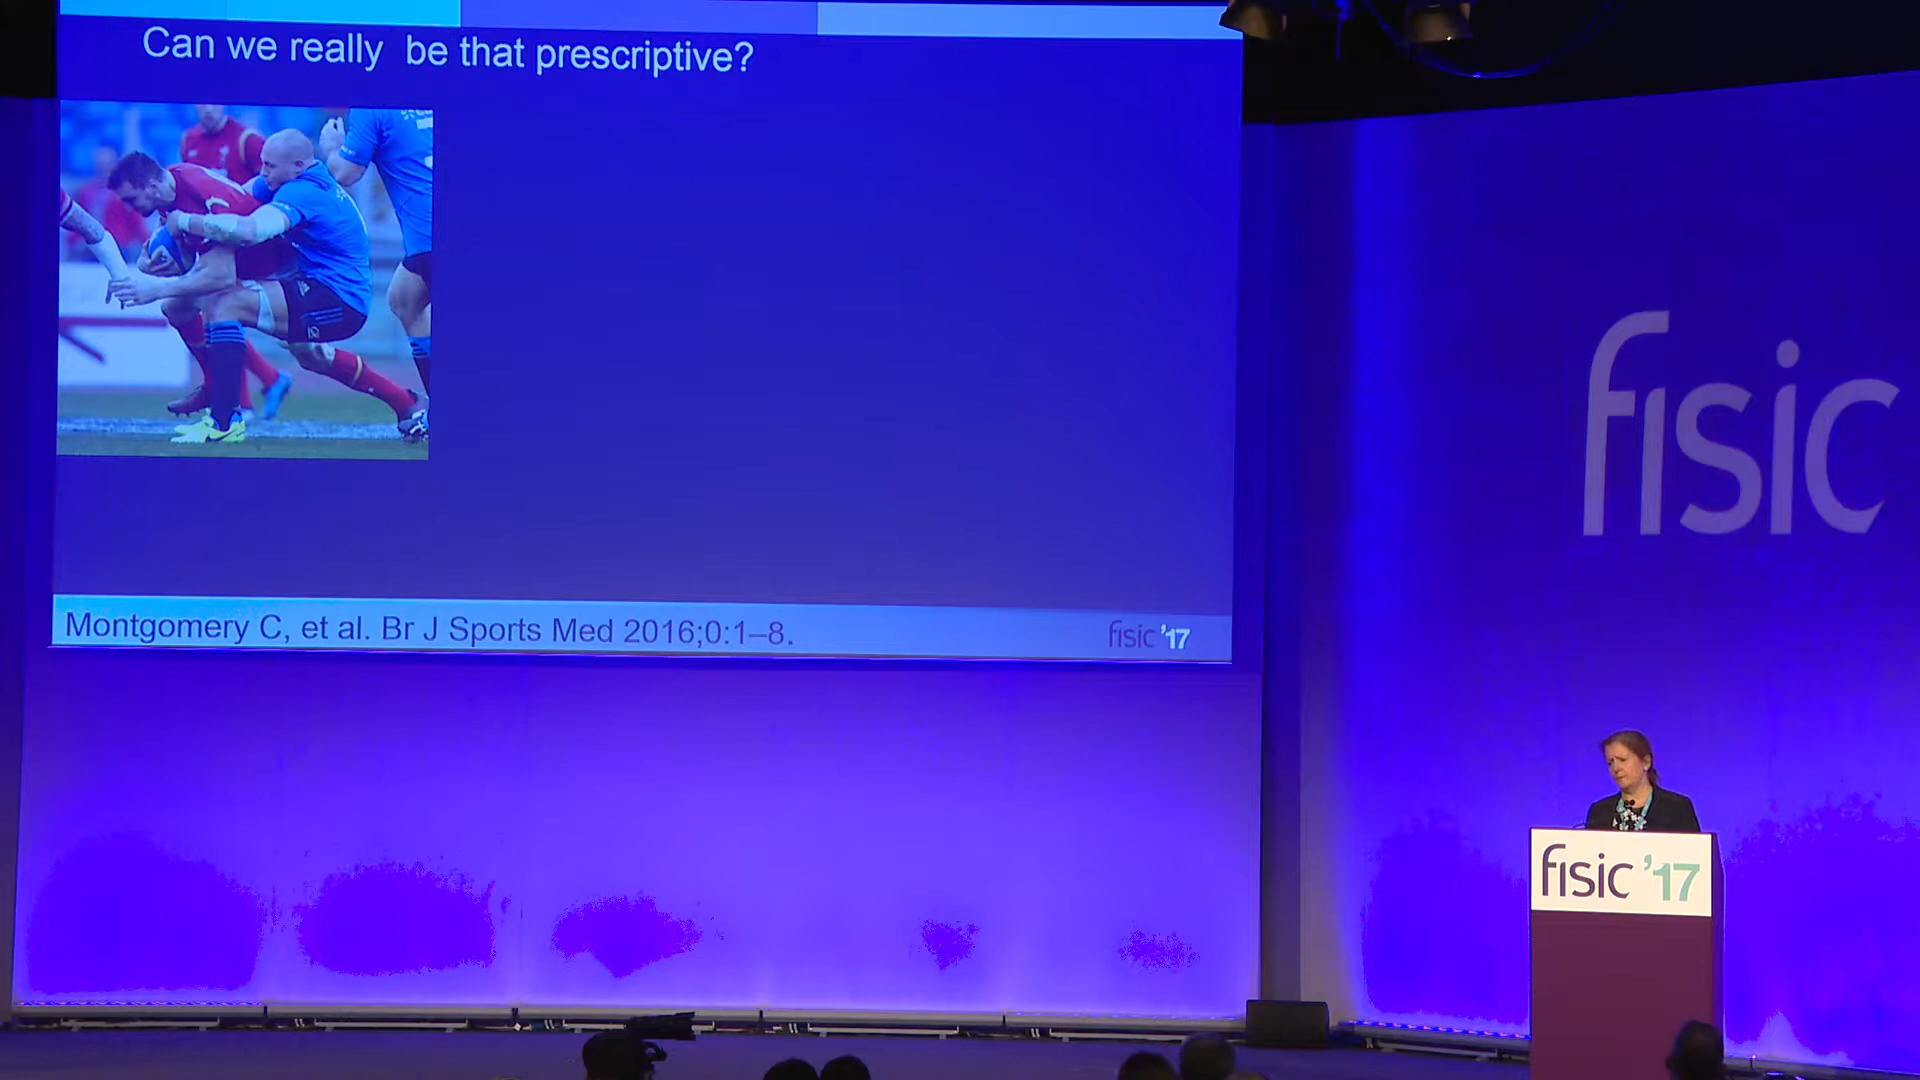 Can we really be that prescriptive?
Montgomery C, et al. Br J Sports Med 2016;0:1–8.
fisic '17
fisic
fisic '17